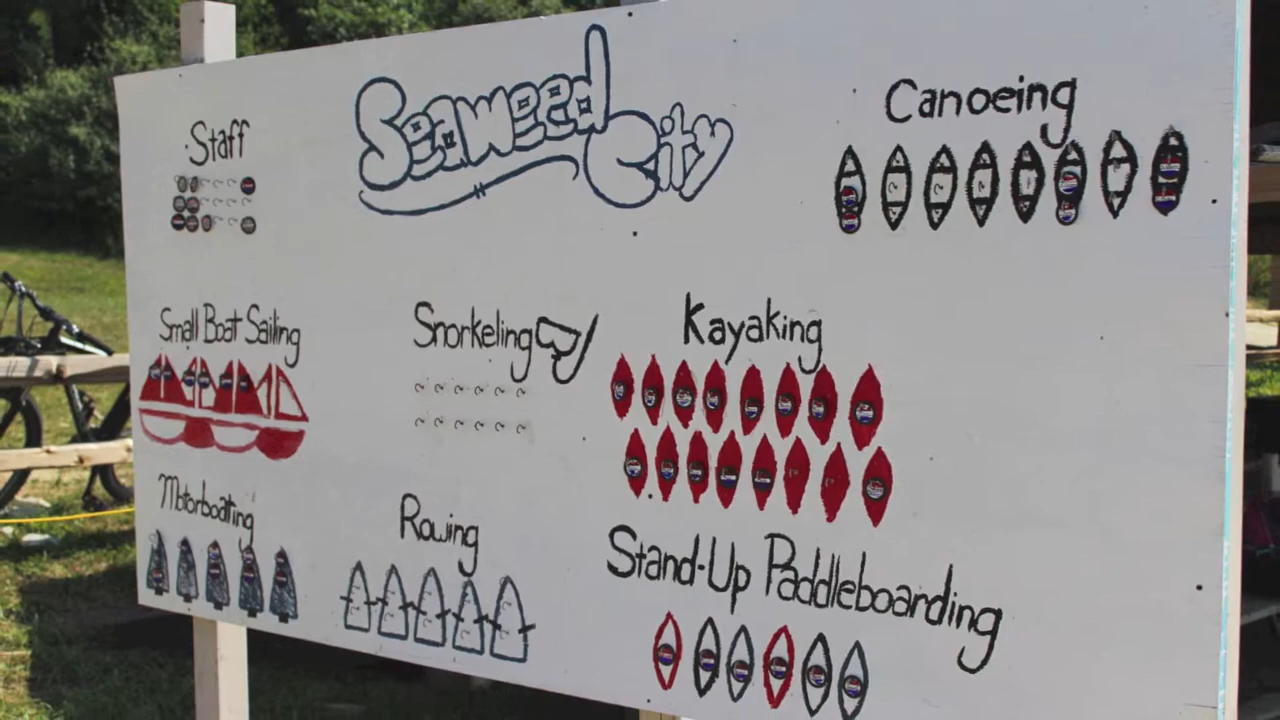 Seaweed City
Staff
Canoeing
Small Boat Sailing
Snorkeling
Kayaking
Motorboating
Rowing
Stand-Up Paddleboarding